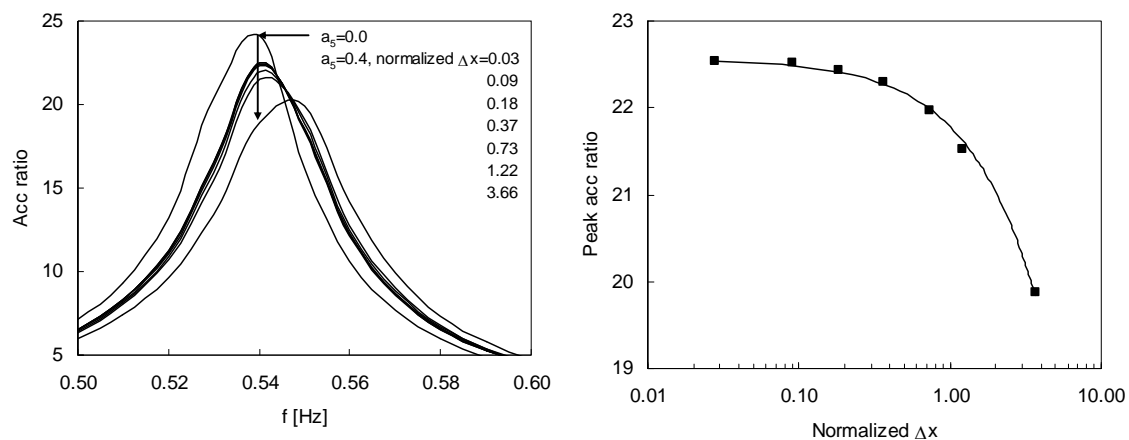 25
20
15
10
5
Acc ratio
0.50 0.52 0.54 0.56 0.58 0.60
f [Hz]
a5=0.0
a5=0.4, normalized Δx=0.03
0.09
0.18
0.37
0.73
1.22
3.66
23
22
21
20
19
Peak acc ratio
0.01 0.10 1.00 10.00
Normalized Δx